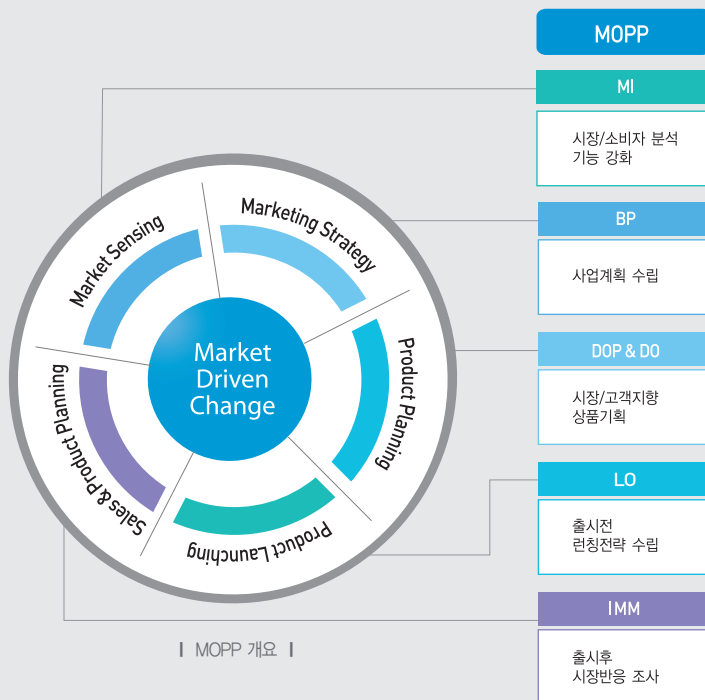 MOPP
MI
시장/소비자 분석
기능 강화
BP
사업계획 수립
DOP & DO
시장/고객지향
상품기획
LO
출시전
런칭전략 수립
IMM
출시후
시장반응 조사
Market Sensing
Marketing Strategy
Product Planning
Product Launching
Sales & Product Planning
Market
Driven
Change
MOPP 개요